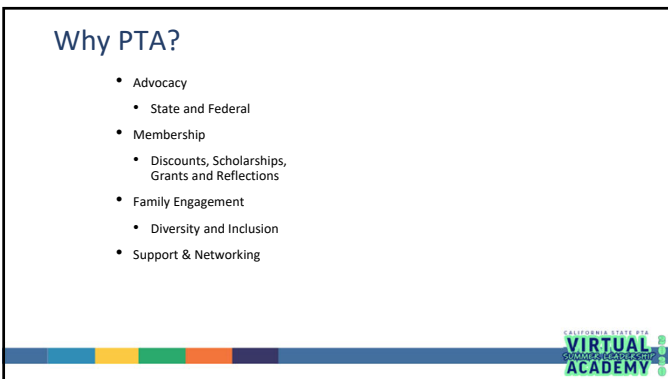 Why PTA?
• Advocacy
• State and Federal
• Membership
• Discounts, Scholarships,
Grants and Reflections
• Family Engagement
• Diversity and Inclusion
• Support & Networking
CALIFORNIA STATE PTA
VIRTUAL
SUMMER LEADERSHIP
ACADEMY